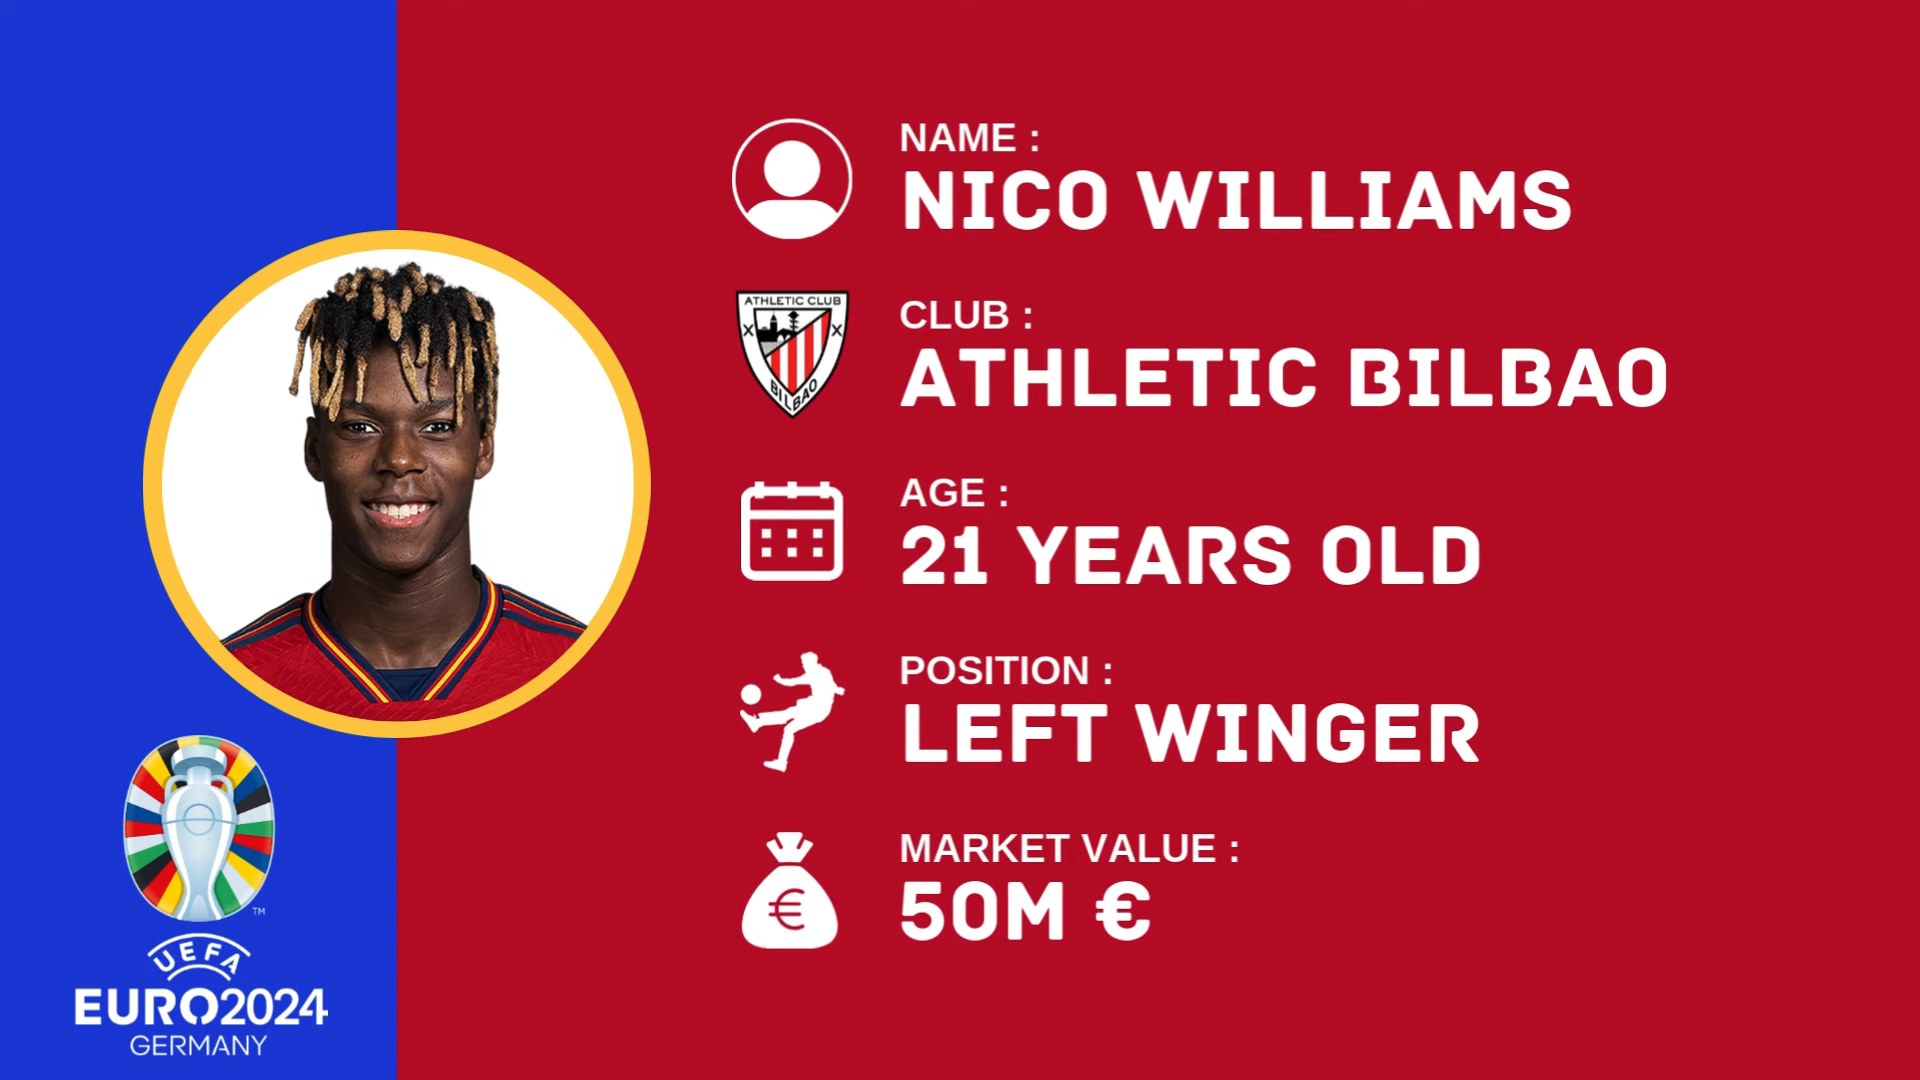 NAME :
NICO WILLIAMS
ATHLETIC CLUB
BILBAO
CLUB :
ATHLETIC BILBAO
AGE :
21 YEARS OLD
POSITION :
LEFT WINGER
MARKET VALUE :
€
50M €
TM
UEFA
EURO2024
GERMANY